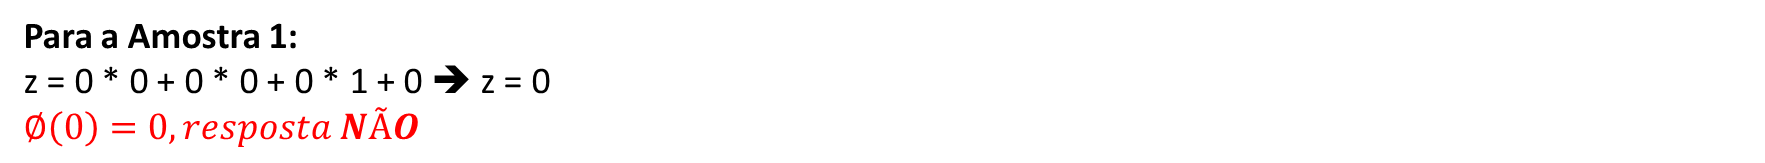 Para a Amostra 1:
z = 0 * 0 + 0 * 0 + 0 * 1 + 0 ➔ z = 0
∅(0) = 0, resposta NÃO